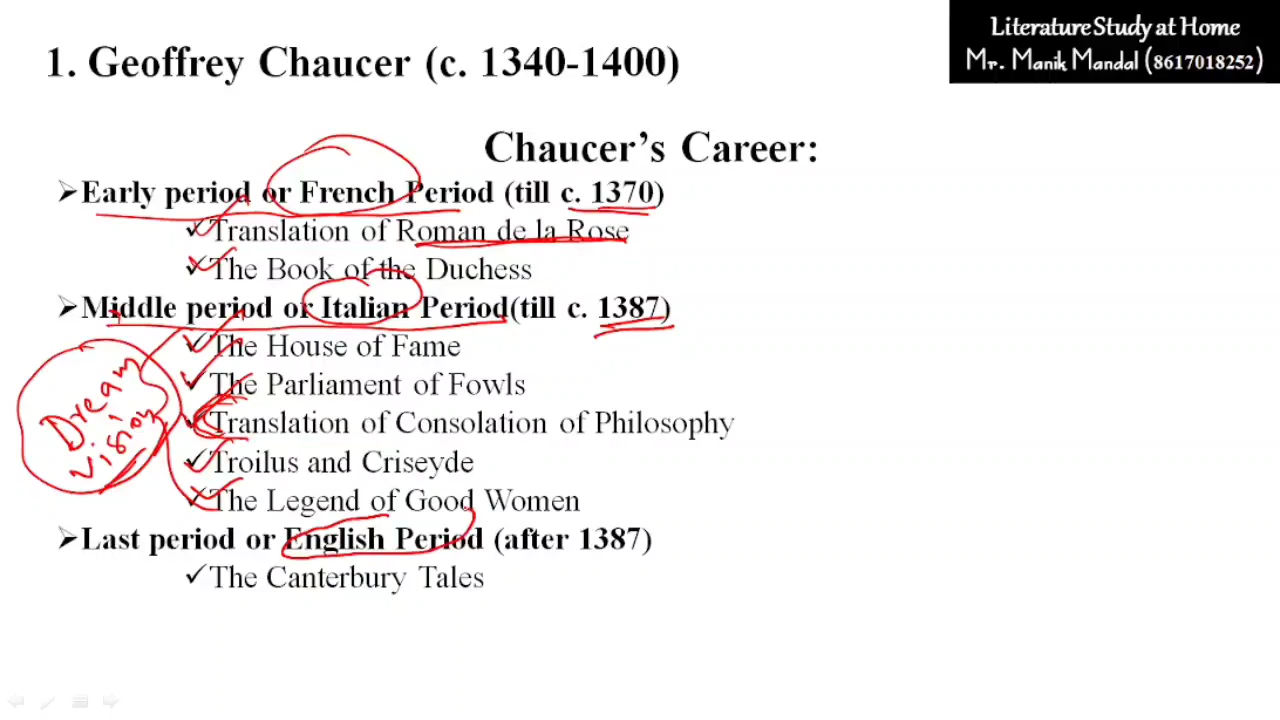 Literature Study at Home
Mr. Manik Mandal (8617018252)
1. Geoffrey Chaucer (c. 1340-1400)
Chaucer's Career:
➢Early period or French Period (till c. 1370)
✓Translation of Roman de la Rose
✓The Book of the Duchess
➢Middle period or Italian Period(till c. 1387)
✓The House of Fame
✓The Parliament of Fowls
✓Translation of Consolation of Philosophy
✓Troilus and Criseyde
✓The Legend of Good Women
➢Last period or English Period (after 1387)
✓The Canterbury Tales
Dream
Vision